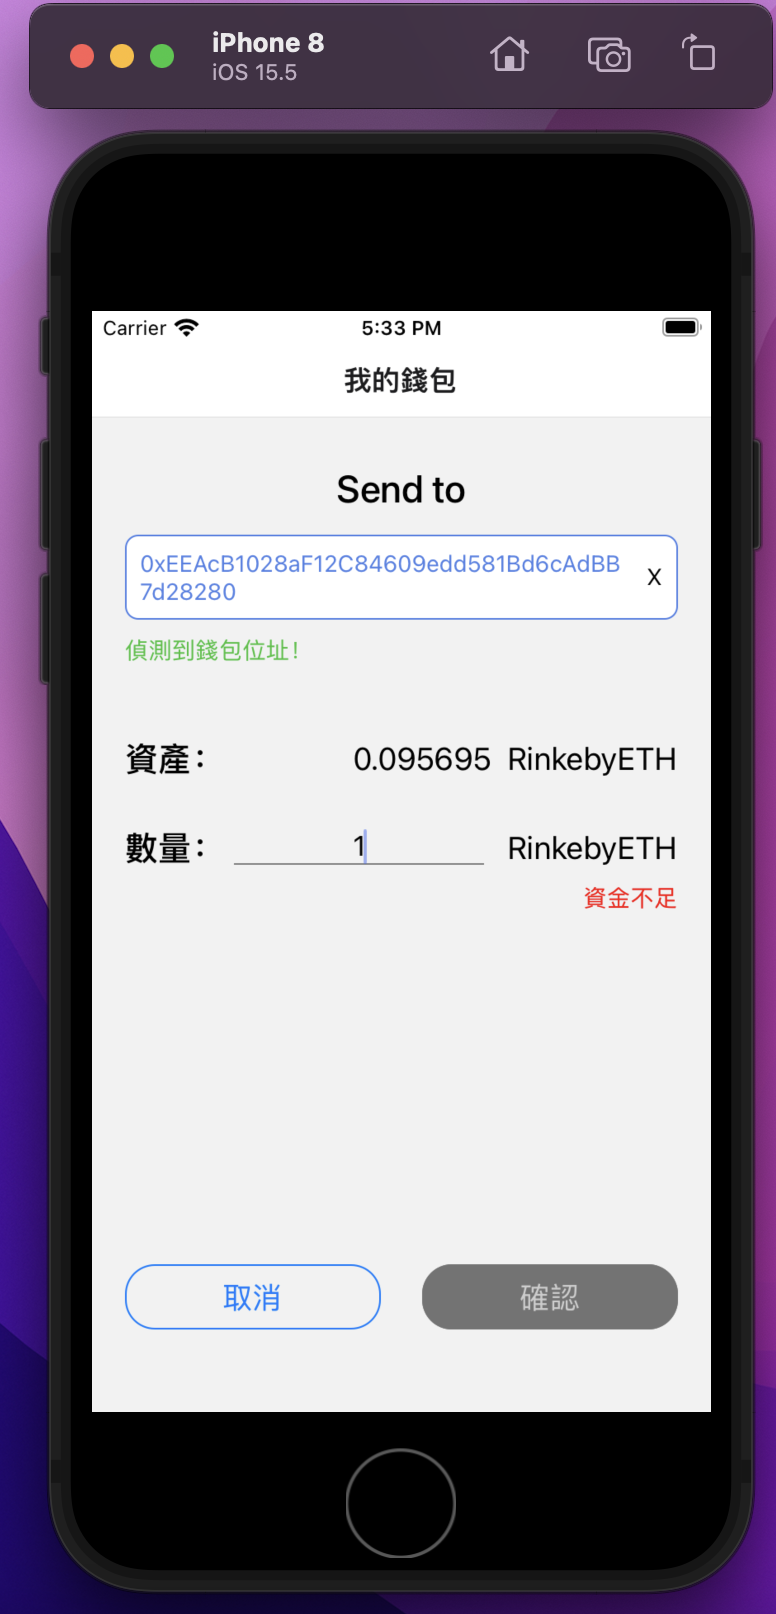 iPhone 8
iOS 15.5
Carrier
5:33 PM
我的錢包
Send to
0xEEAcB1028aF12C84609edd581Bd6cAdBB
7d28280
X
偵測到錢包位址!
資產: 0.095695 RinkebyETH
數量: 1 RinkebyETH
資金不足
取消
確認